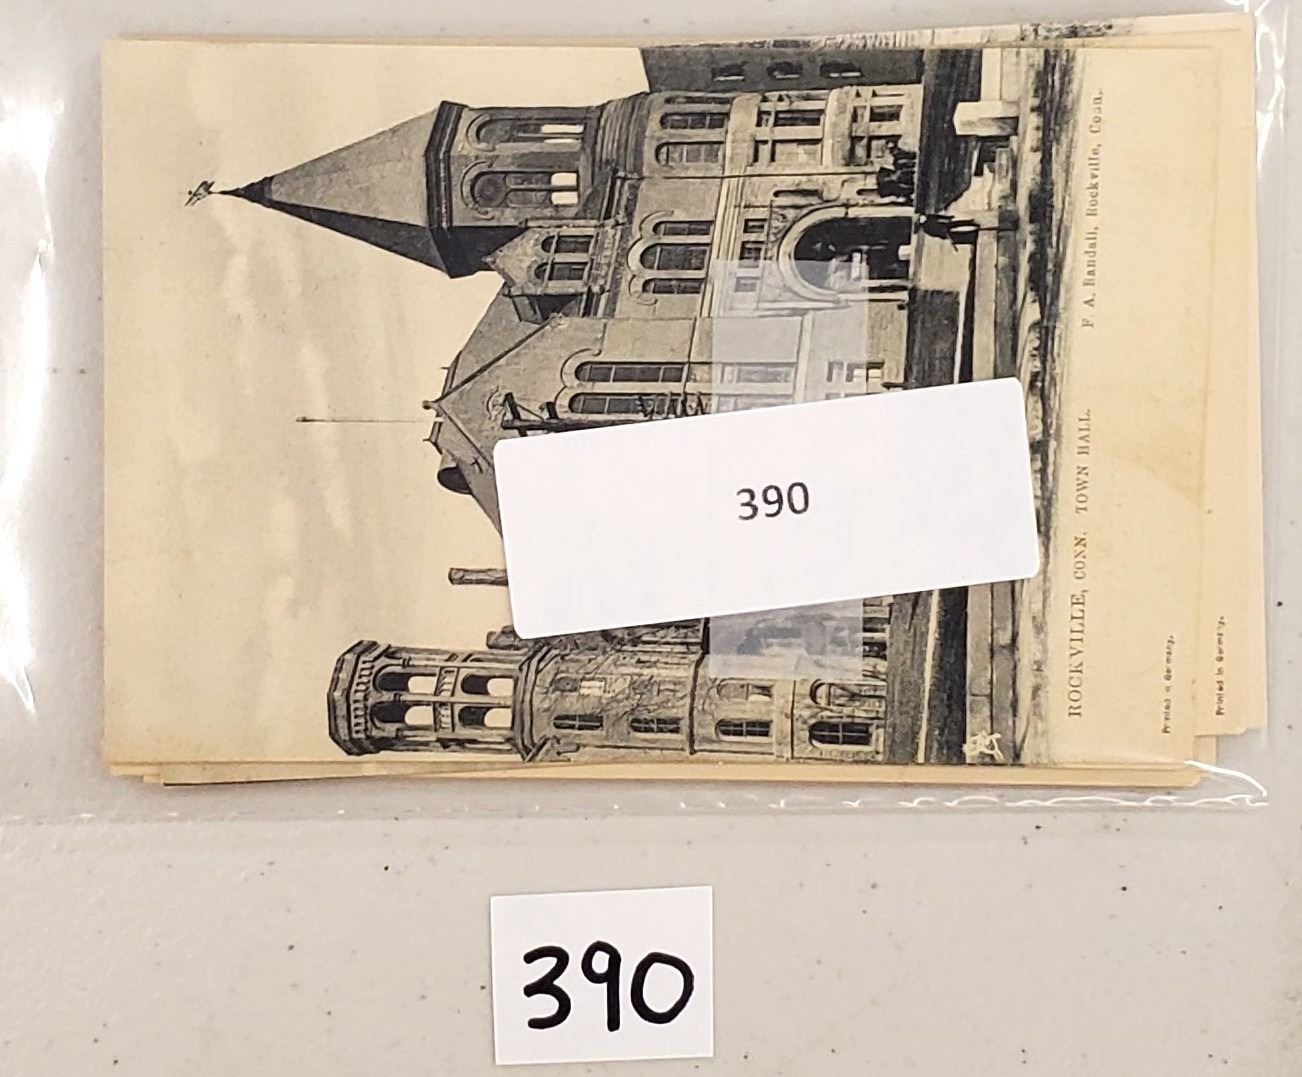 390
ROCKVILLE, CONN. TOWN HALL.
F. A. Randall, Rockville, Conn.
Printed in Germany.
Printed in Germany.
390